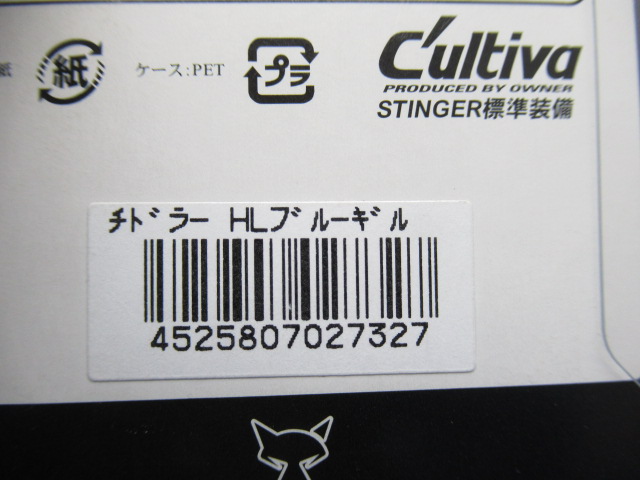 紙
紙
ケース:PET
プラ
C'ultiva
PRODUCED BY OWNER
STINGER標準装備
チドラー HLブルーギル
4525807027327